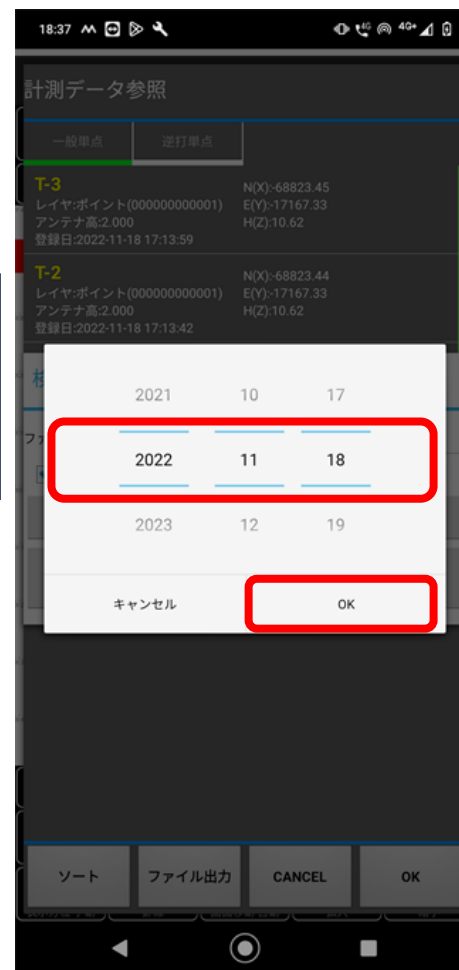 18:37
4G 4G+
計測データ参照
一般単点 逆打単点
T-3
レイヤ:ポイント(000000000001)
アンテナ高:2.000
登録日:2022-11-18 17:13:59
N(X):-68823.45
E(Y):-17167.33
H(Z):10.62
T-2
レイヤ:ポイント(000000000001)
アンテナ高:2.000
登録日:2022-11-18 17:13:42
N(X):-68823.44
E(Y):-17167.33
H(Z):10.62
検
フ
2021 10 17
2022 11 18
2023 12 19
キャンセル OK
ソート ファイル出力 CANCEL OK